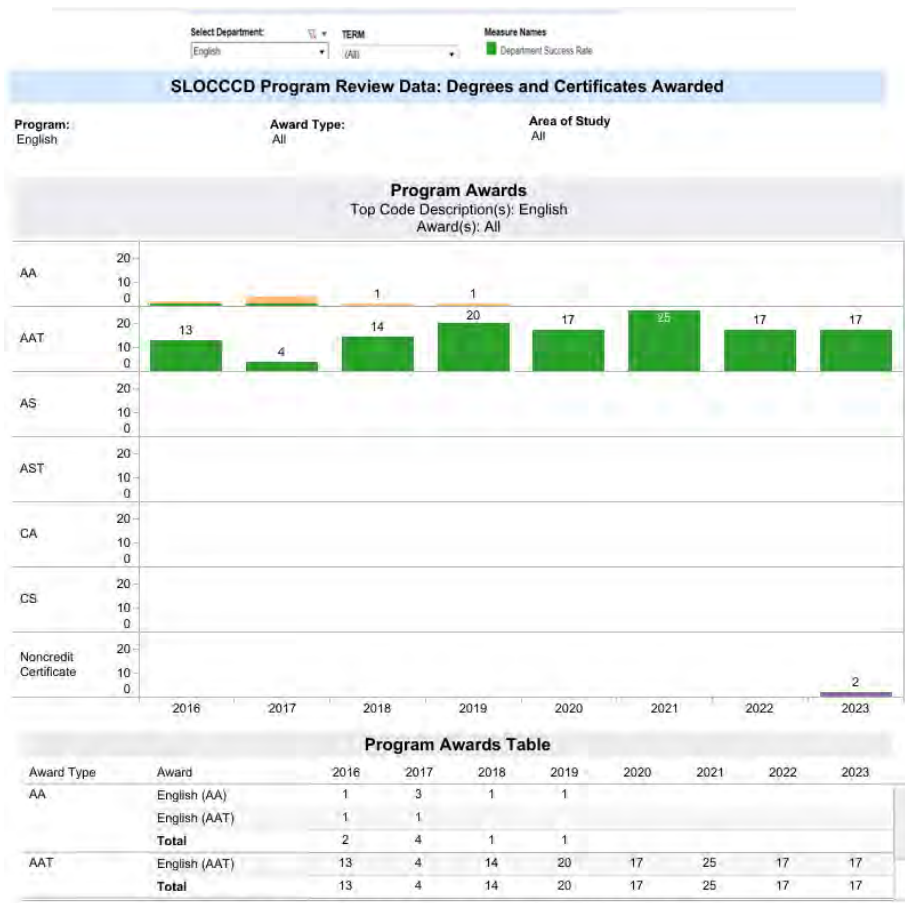 Select Department: TERM Measure Names
English (All) Department Success Rate
SLOCCCD Program Review Data: Degrees and Certificates Awarded
Program: Award Type: Area of Study
English All All
Program Awards
Top Code Description(s): English
Award(s): All
AA 20 10 0 1 1
AAT 20 10 0 13 4 14 20 17 25 17 17
AS 20 10 0
AST 20 10 0
CA 20 10 0
CS 20 10 0
Noncredit Certificate 20 10 0 2
2016 2017 2018 2019 2020 2021 2022 2023
Program Awards Table
Award Type Award 2016 2017 2018 2019 2020 2021 2022 2023
AA English (AA) 1 3 1 1
English (AAT) 1 1
Total 2 4 1 1
AAT English (AAT) 13 4 14 20 17 25 17 17
Total 13 4 14 20 17 25 17 17